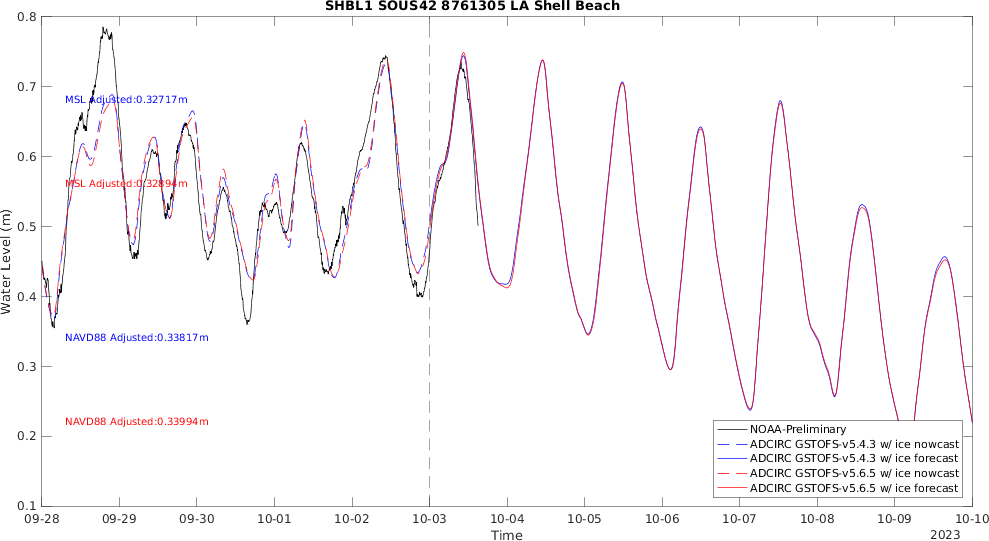 SHBL1 SOUS42 8761305 LA Shell Beach
0.8
0.7
MSL Adjusted:0.32717m
0.6
MSL Adjusted:0.32894m
0.5
Water Level (m)
0.4
NAVD88 Adjusted:0.33817m
0.3
NAVD88 Adjusted:0.33994m
0.2
NOAA-Preliminary
ADCIRC GSTOFS-v5.4.3 w/ ice nowcast
ADCIRC GSTOFS-v5.4.3 w/ ice forecast
ADCIRC GSTOFS-v5.6.5 w/ ice nowcast
ADCIRC GSTOFS-v5.6.5 w/ ice forecast
0.1
09-28 09-29 09-30 10-01 10-02 10-03 10-04 10-05 10-06 10-07 10-08 10-09 10-10
Time
2023